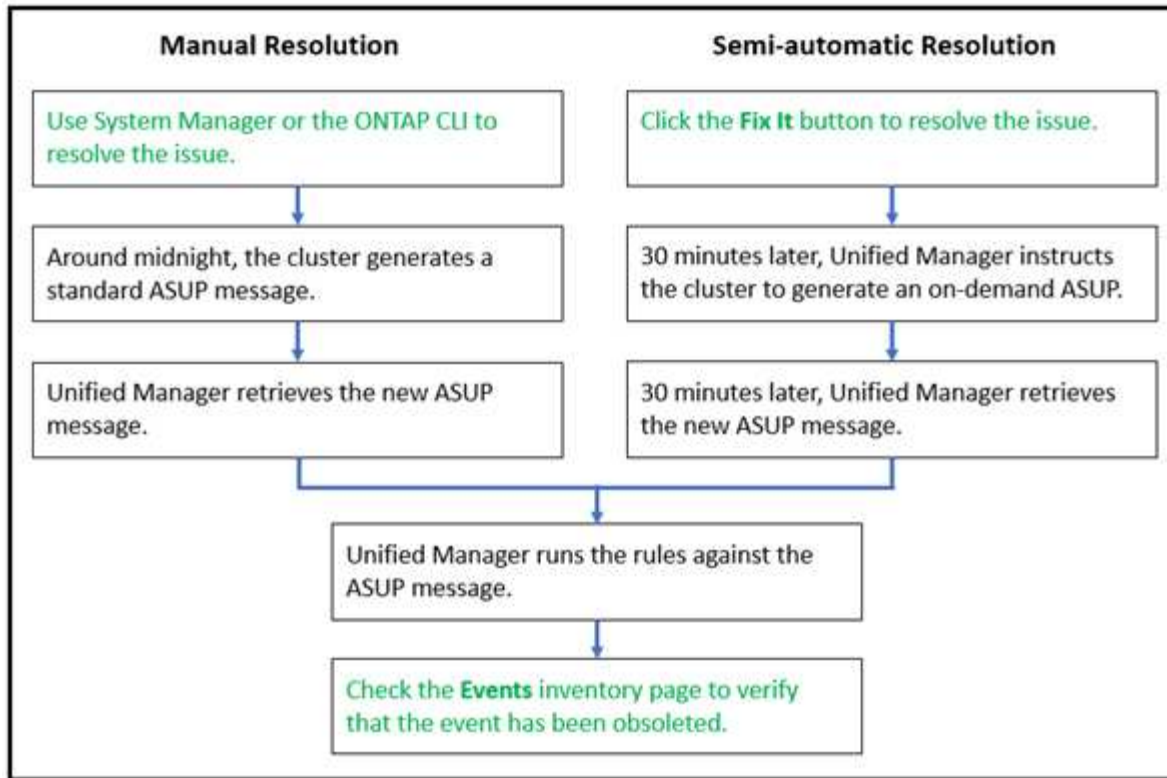 Manual Resolution
Semi-automatic Resolution
Use System Manager or the ONTAP CLI to
resolve the issue.
Click the Fix It button to resolve the issue.
Around midnight, the cluster generates a
standard ASUP message.
30 minutes later, Unified Manager instructs
the cluster to generate an on-demand ASUP.
Unified Manager retrieves the new ASUP
message.
30 minutes later, Unified Manager retrieves
the new ASUP message.
Unified Manager runs the rules against the
ASUP message.
Check the Events inventory page to verify
that the event has been obsoleted.